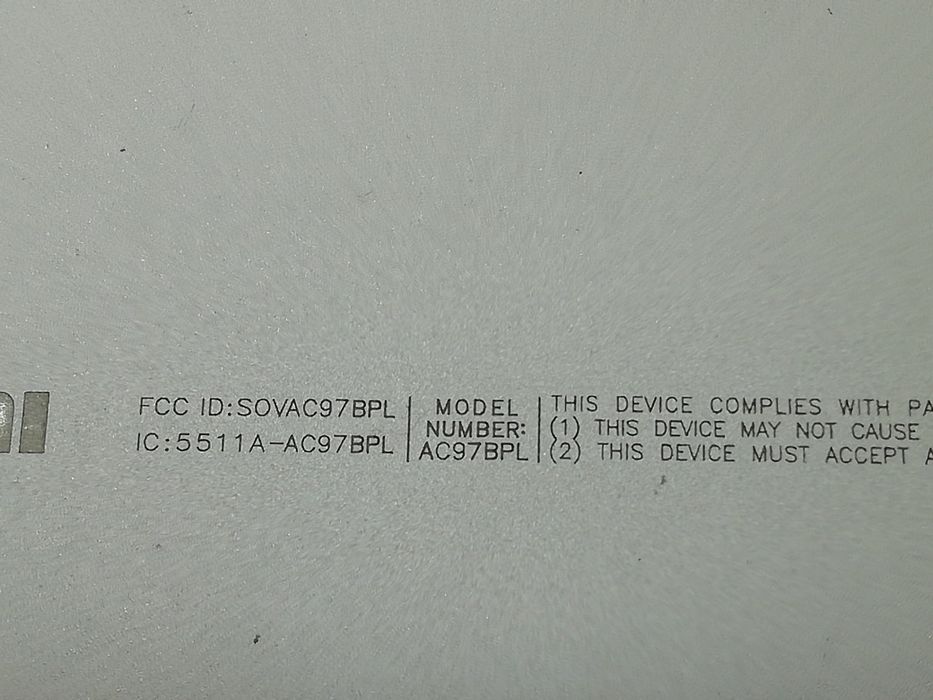 FCC ID:SOVAC97BPL
IC:5511A-AC97BPL
MODEL
NUMBER:
AC97BPL
THIS DEVICE COMPLIES WITH
(1) THIS DEVICE MAY NOT CAUSE
(2) THIS DEVICE MUST ACCEPT